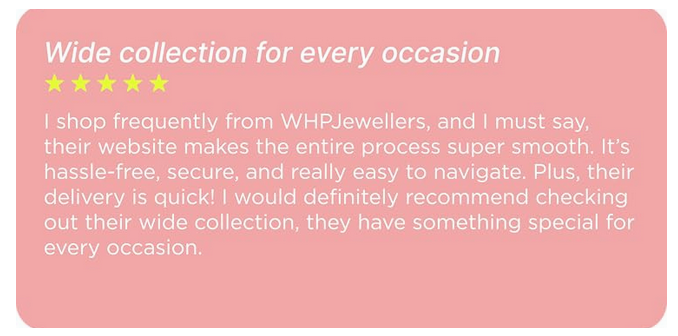 Wide collection for every occasion
★★★★★
I shop frequently from WHPJewellers, and I must say,
their website makes the entire process super smooth. It's
hassle-free, secure, and really easy to navigate. Plus, their
delivery is quick! I would definitely recommend checking
out their wide collection, they have something special for
every occasion.